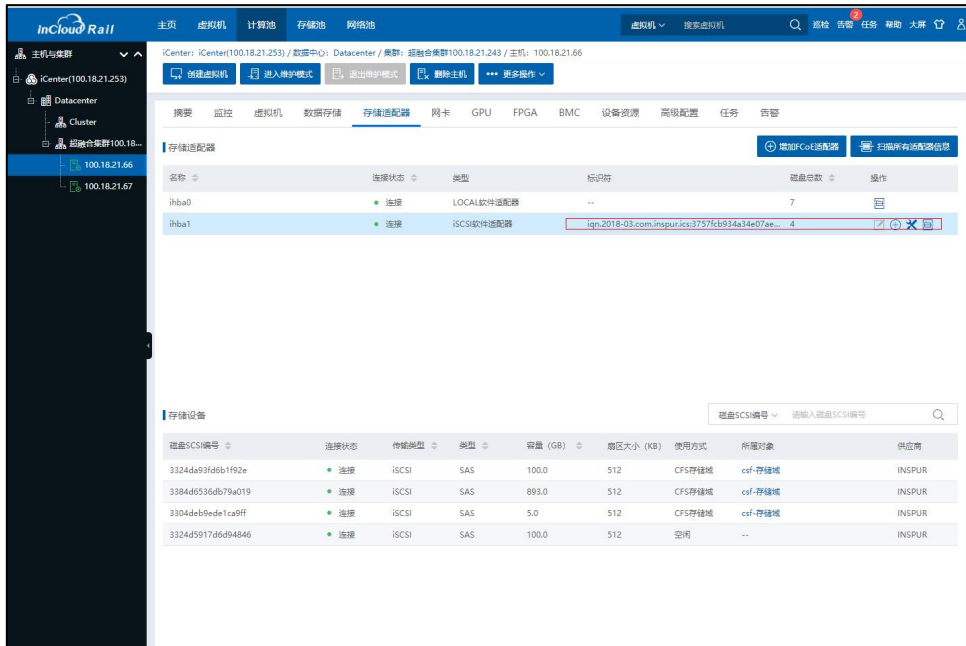 InCloud Rail 主页 虚拟机 计算池 存储池 网络池 虚拟机 搜索虚拟机 巡检 告警 2 任务 帮助 大屏
主机与集群
iCenter(100.18.21.253)
Datacenter
Cluster
超融合集群100.18...
100.18.21.66
100.18.21.67
iCenter: iCenter(100.18.21.253) / 数据中心: Datacenter / 集群: 超融合集群100.18.21.243 / 主机: 100.18.21.66
创建虚拟机 进入维护模式 退出维护模式 删除主机 ••• 更多操作
摘要 监控 虚拟机 数据存储 存储适配器 网卡 GPU FPGA BMC 设备资源 高级配置 任务 告警
存储适配器 增加FCoE适配器 扫描所有适配器信息
名称 连接状态 类型 标识符 磁盘总数 操作
ihba0 连接 LOCAL软件适配器 -- 7
ihba1 连接 iSCSI软件适配器 iqn.2018-03.com.inspur.ics:3757fcb934a34e07ae... 4
存储设备 磁盘SCSI编号 请输入磁盘SCSI编号
磁盘SCSI编号 连接状态 传输类型 类型 容量 (GB) 扇区大小 (KB) 使用方式 所属对象 供应商
3324da93fd6b1f92e 连接 iSCSI SAS 100.0 512 CFS存储域 csf-存储域 INSPUR
3384d6536db79a019 连接 iSCSI SAS 893.0 512 CFS存储域 csf-存储域 INSPUR
3304deb9ede1ca9ff 连接 iSCSI SAS 5.0 512 CFS存储域 csf-存储域 INSPUR
3324d5917d6d94846 连接 iSCSI SAS 100.0 512 空闲 -- INSPUR